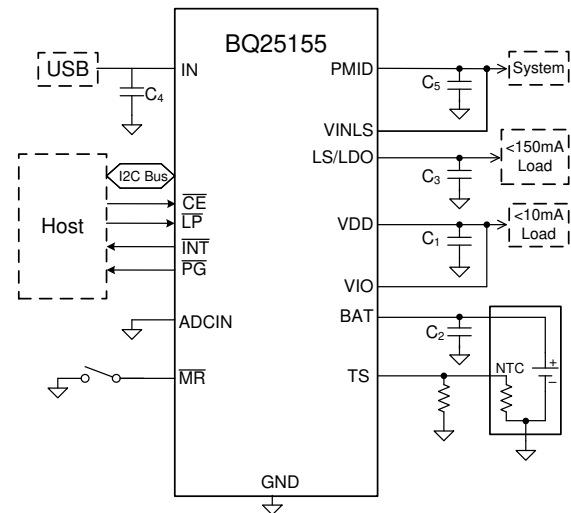 BQ25155
USB
IN
C4
PMID
C5
System
VINLS
LS/LDO
C3
<150mA
Load
I2C Bus
Host
CE
LP
INT
PG
VDD
C1
<10mA
Load
VIO
ADCIN
BAT
C2
+
−
MR
TS
NTC
GND